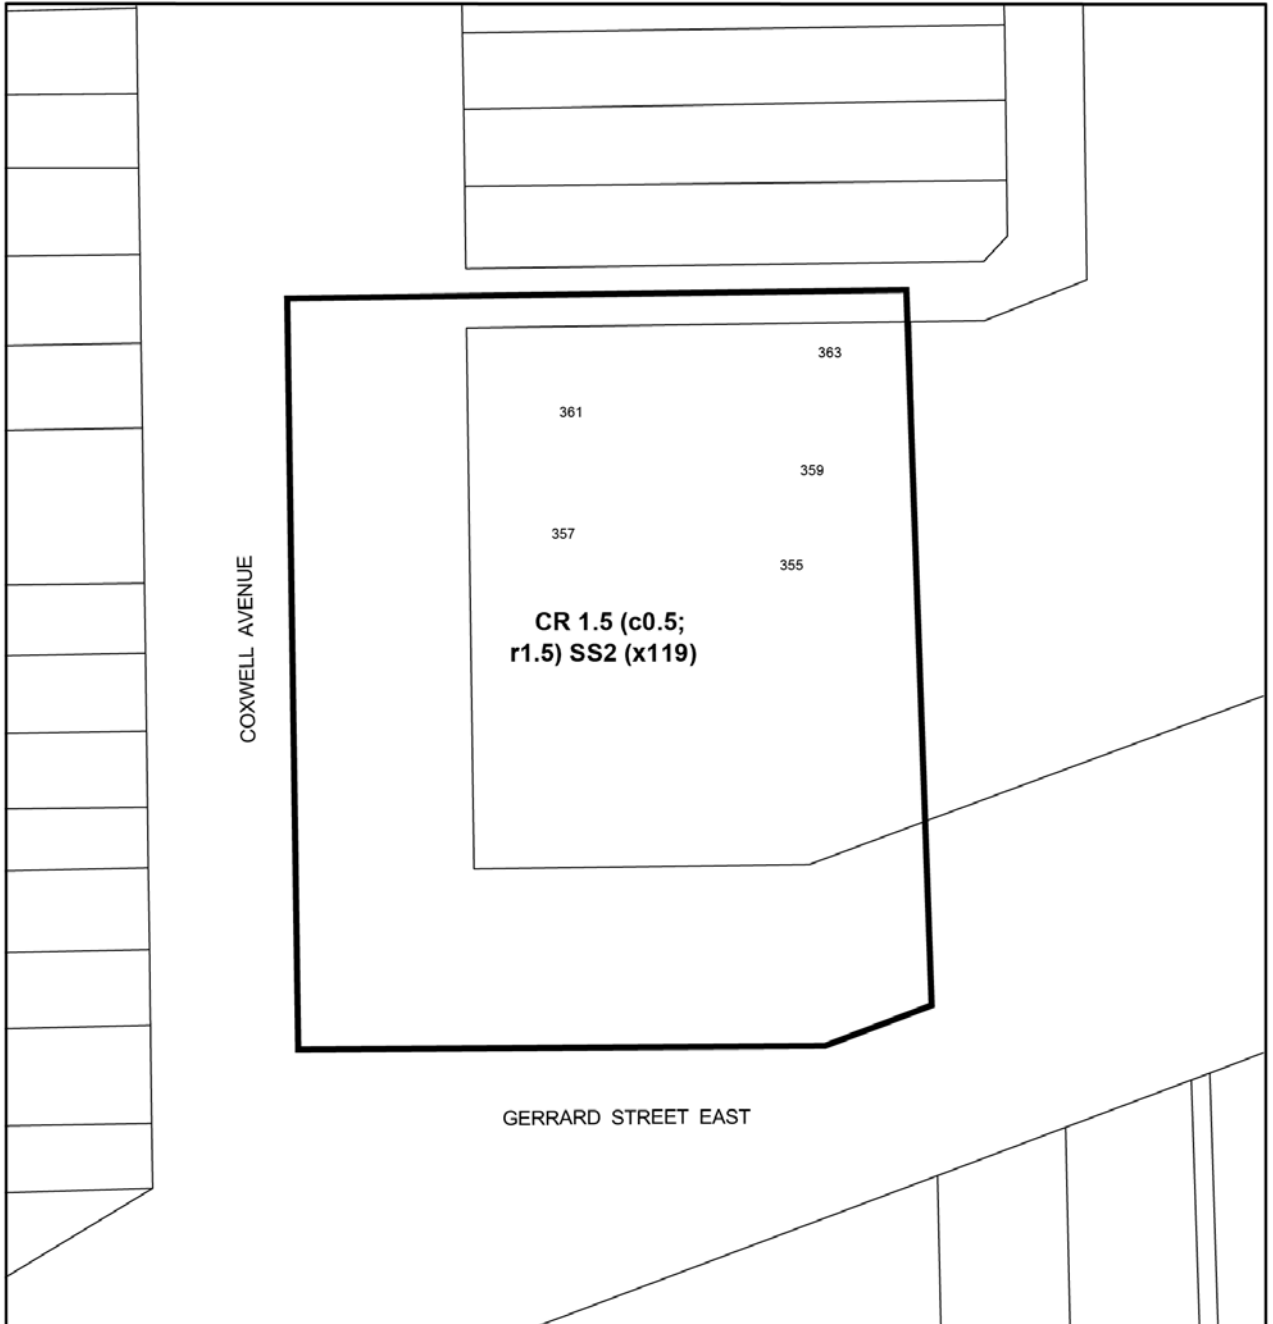 363
361
359
357
355
CR 1.5 (c0.5;
r1.5) SS2 (x119)
COXWELL AVENUE
GERRARD STREET EAST